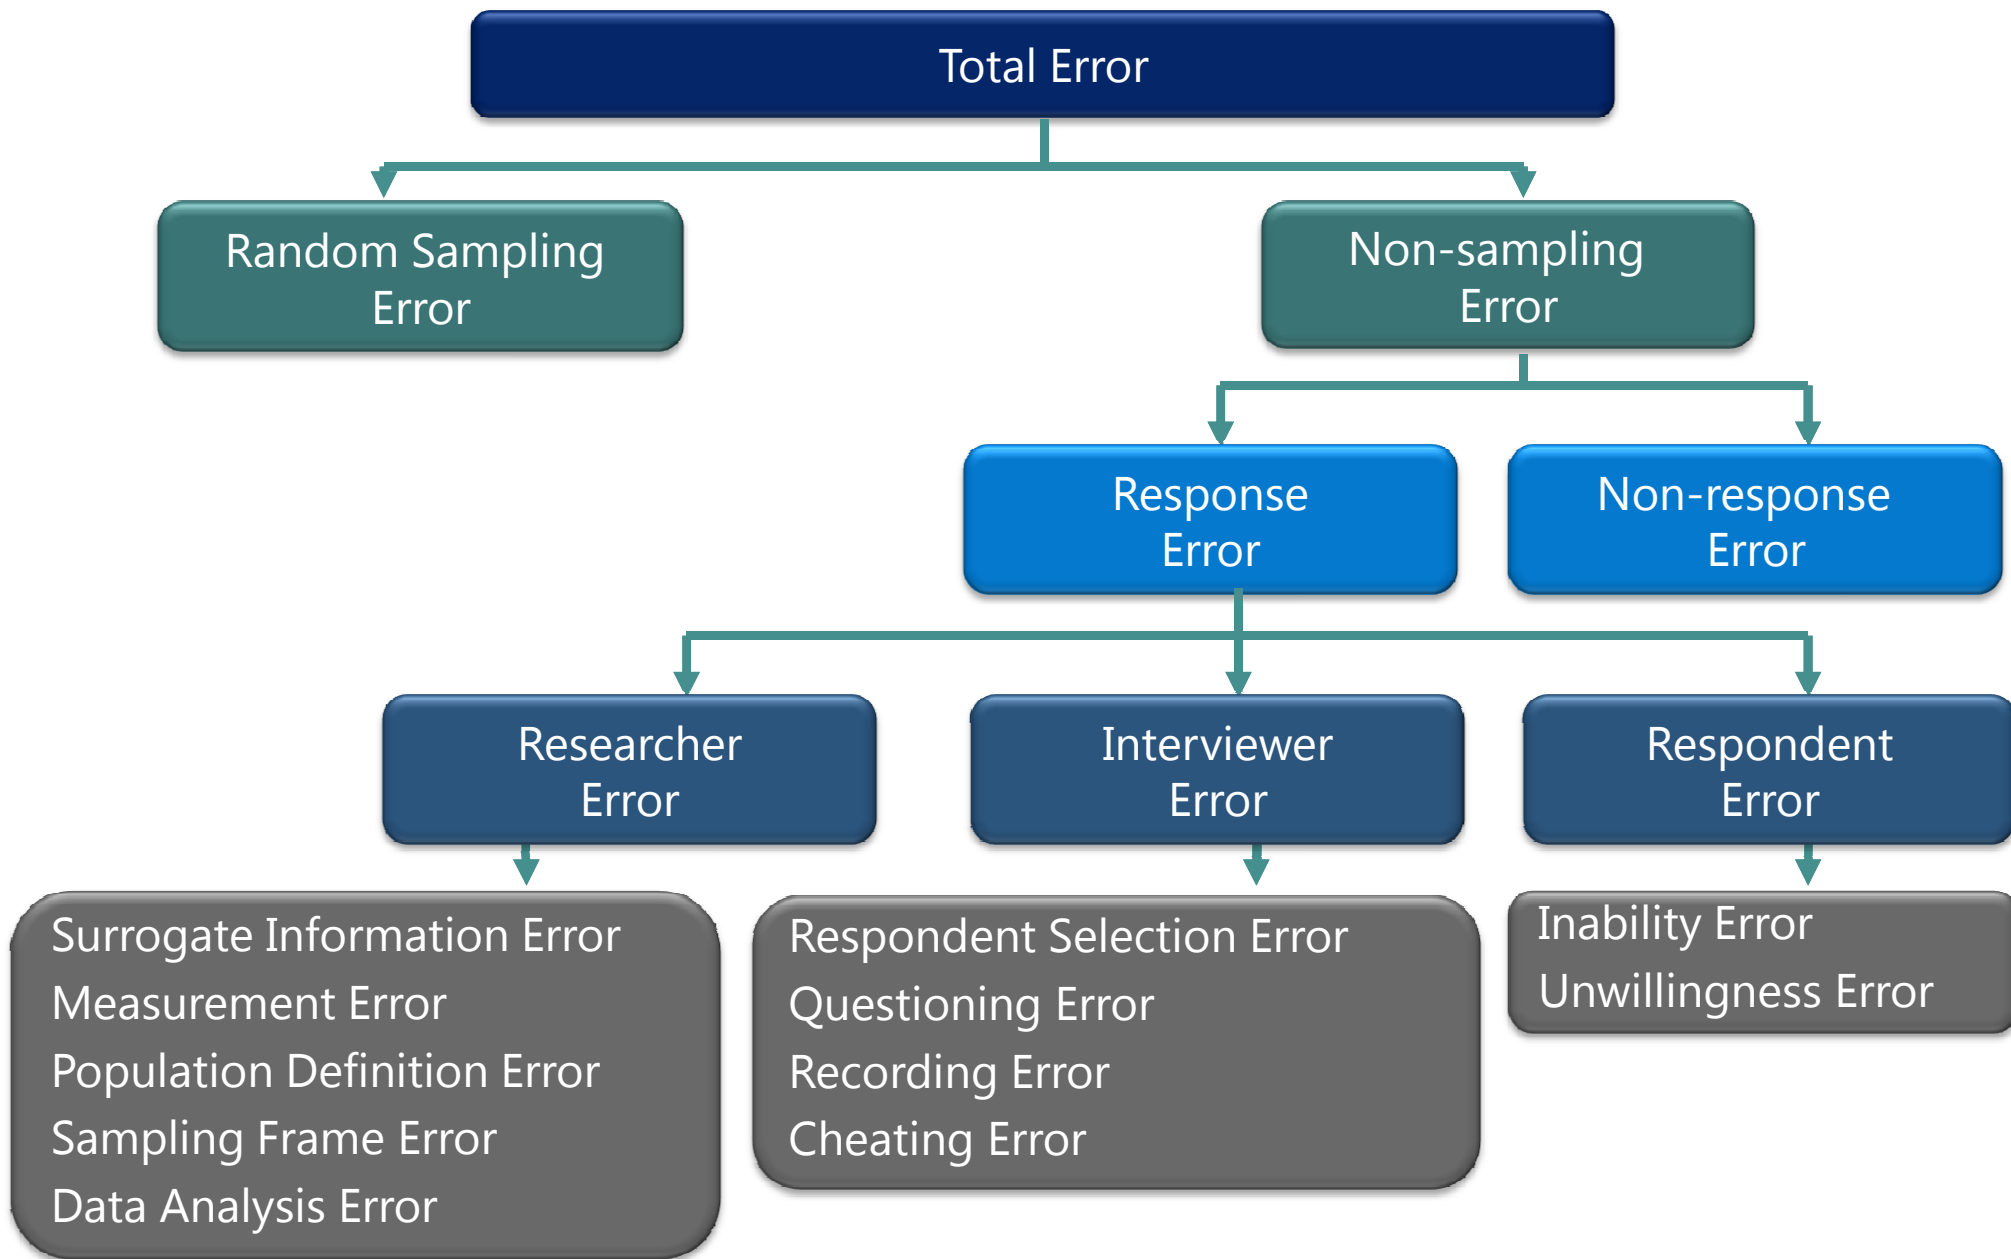 Total Error
Random Sampling
Error
Non-sampling
Error
Response
Error
Non-response
Error
Researcher
Error
Interviewer
Error
Respondent
Error
Surrogate Information Error
Measurement Error
Population Definition Error
Sampling Frame Error
Data Analysis Error
Respondent Selection Error
Questioning Error
Recording Error
Cheating Error
Inability Error
Unwillingness Error